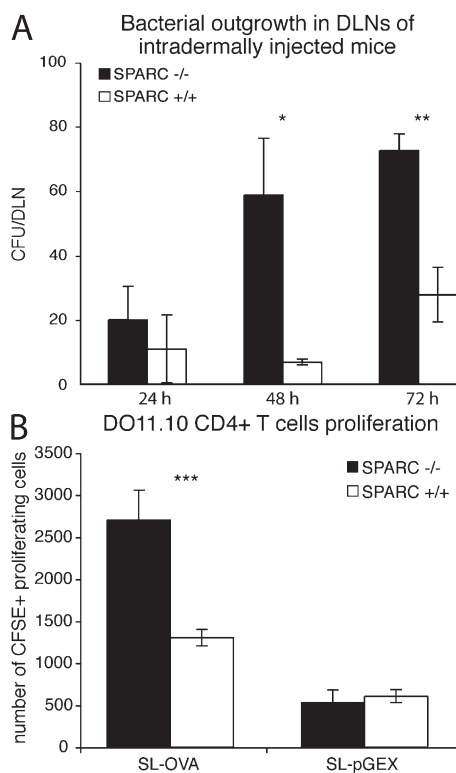 A
Bacterial outgrowth in DLNs of
intradermally injected mice
SPARC -/-
SPARC +/+
100
80
60
40
20
0
CFU/DLN
*
**
24 h
48 h
72 h
B
DO11.10 CD4+ T cells proliferation
SPARC -/-
SPARC +/+
3500
3000
2500
2000
1500
1000
500
0
number of CFSE+ proliferating cells
***
SL-OVA
SL-pGEX